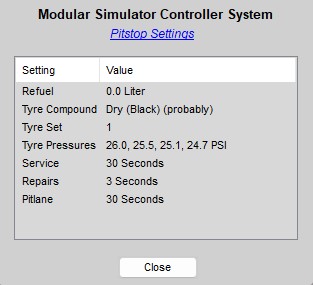 Modular Simulator Controller System
Pitstop Settings
Setting Value
Refuel 0.0 Liter
Tyre Compound Dry (Black) (probably)
Tyre Set 1
Tyre Pressures 26.0, 25.5, 25.1, 24.7 PSI
Service 30 Seconds
Repairs 3 Seconds
Pitlane 30 Seconds
Close